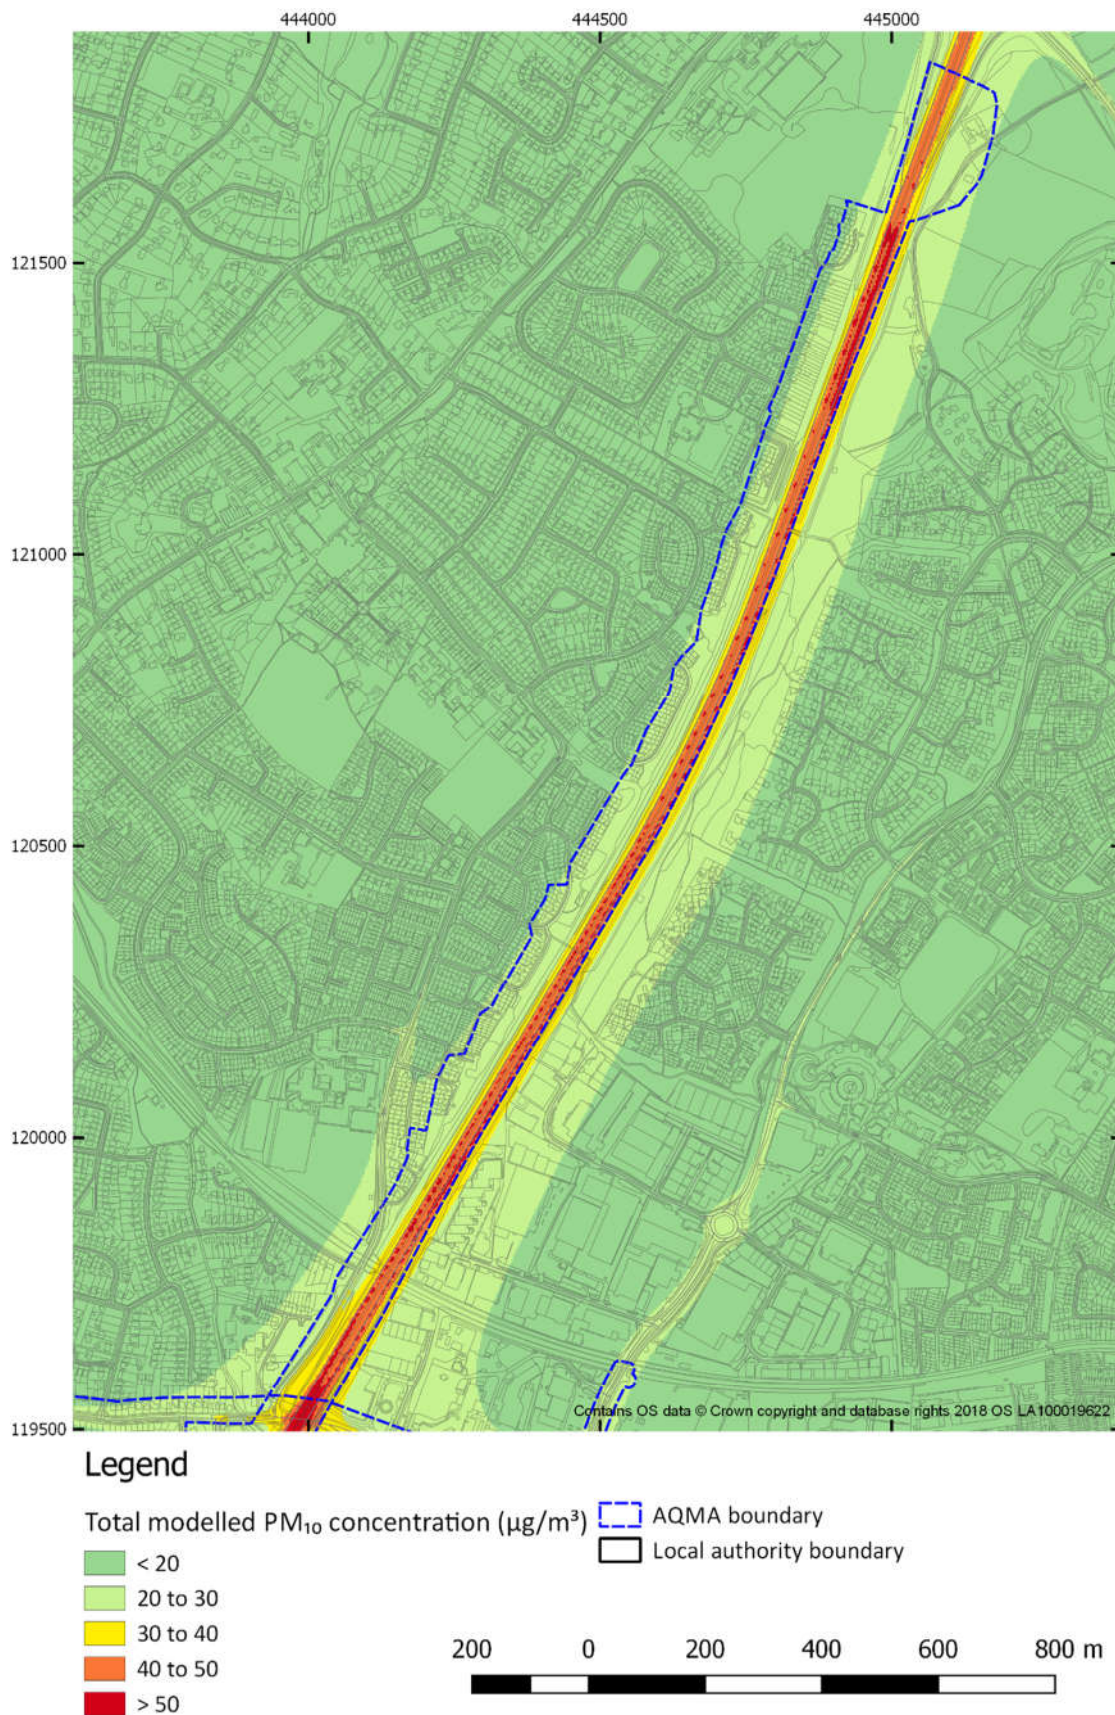 444000 444500 445000
121500
121000
120500
120000
119500
Contains OS data © Crown copyright and database rights 2018 OS LA100019622
Legend
Total modelled PM₁₀ concentration (µg/m³)
< 20
20 to 30
30 to 40
40 to 50
> 50
AQMA boundary
Local authority boundary
200 0 200 400 600 800 m